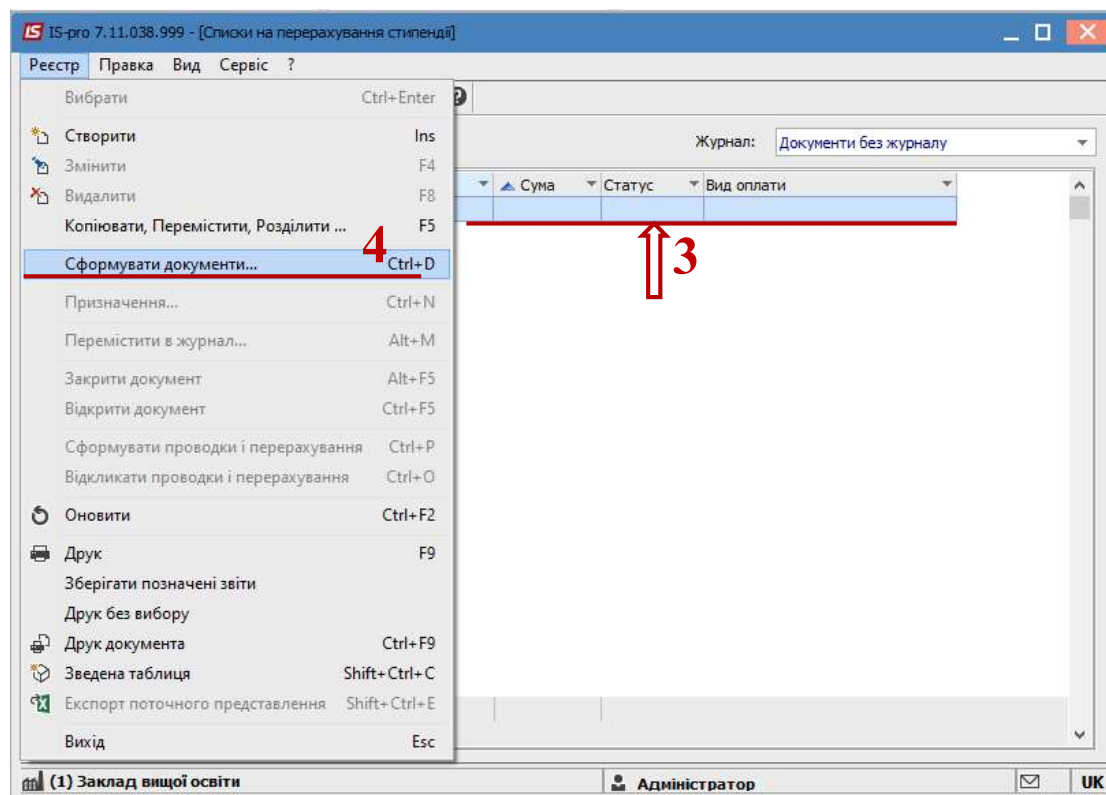 IS-pro 7.11.038.999 - [Списки на перерахування стипендії]
Реєстр Правка Вид Сервіс ?
Вибрати Ctrl+Enter
Створити Ins
Журнал: Документи без журналу
Змінити F4
Видалити F8
Сума Статус Вид оплати
Копіювати, Перемістити, Розділити ... F5
4
3
Сформувати документи... Ctrl+D
Призначення... Ctrl+N
Перемістити в журнал... Alt+M
Закрити документ Alt+F5
Відкрити документ Ctrl+F5
Сформувати проводки і перерахування Ctrl+P
Відкликати проводки і перерахування Ctrl+O
Оновити Ctrl+F2
Друк F9
Зберігати позначені звіти
Друк без вибору
Друк документа Ctrl+F9
Зведена таблиця Shift+Ctrl+C
Експорт поточного представлення Shift+Ctrl+E
Вихід Esc
(1) Заклад вищої освіти Адміністратор UK